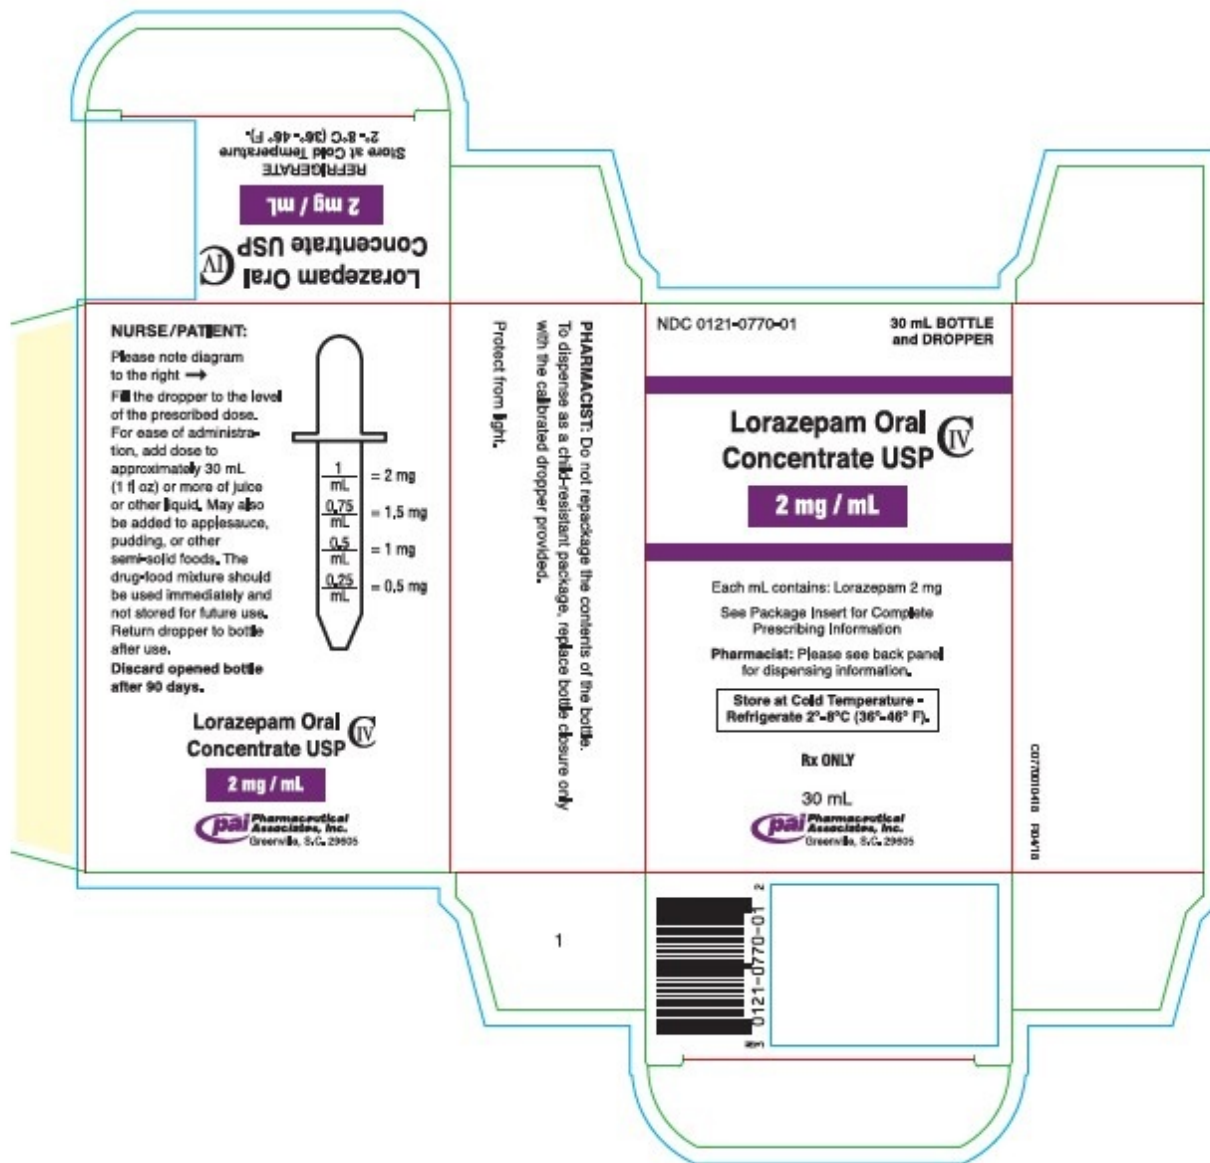 Lorazepam Oral CIV
Concentrate USP
2 mg / mL
REFRIGERATE
Store at Cold Temperature
2°-8°C (36°-46° F).
NURSE/PATIENT:
Please note diagram
to the right →
Fill the dropper to the level
of the prescribed dose.
For ease of administra-
tion, add dose to
approximately 30 mL
(1 fl oz) or more of juice
or other liquid. May also
be added to applesauce,
pudding, or other
semi-solid foods. The
drug-food mixture should
be used immediately and
not stored for future use.
Return dropper to bottle
after use.
Discard opened bottle
after 90 days.
1 mL = 2 mg
0.75 mL = 1.5 mg
0.5 mL = 1 mg
0.25 mL = 0.5 mg
Lorazepam Oral CIV
Concentrate USP
2 mg / mL
pai Pharmaceutical
Associates, Inc.
Greenville, S.C. 29605
PHARMACIST: Do not repackage the contents of the bottle.
To dispense as a child-resistant package, replace bottle closure only
with the calibrated dropper provided.
Protect from light.
1
NDC 0121-0770-01
30 mL BOTTLE
and DROPPER
Lorazepam Oral CIV
Concentrate USP
2 mg / mL
Each mL contains: Lorazepam 2 mg
See Package Insert for Complete
Prescribing Information
Pharmacist: Please see back panel
for dispensing information.
Store at Cold Temperature -
Refrigerate 2°-8°C (36°-46° F).
Rx ONLY
30 mL
pai Pharmaceutical
Associates, Inc.
Greenville, S.C. 29605
C0770010418 R04/18
3 0121-0770-01 2